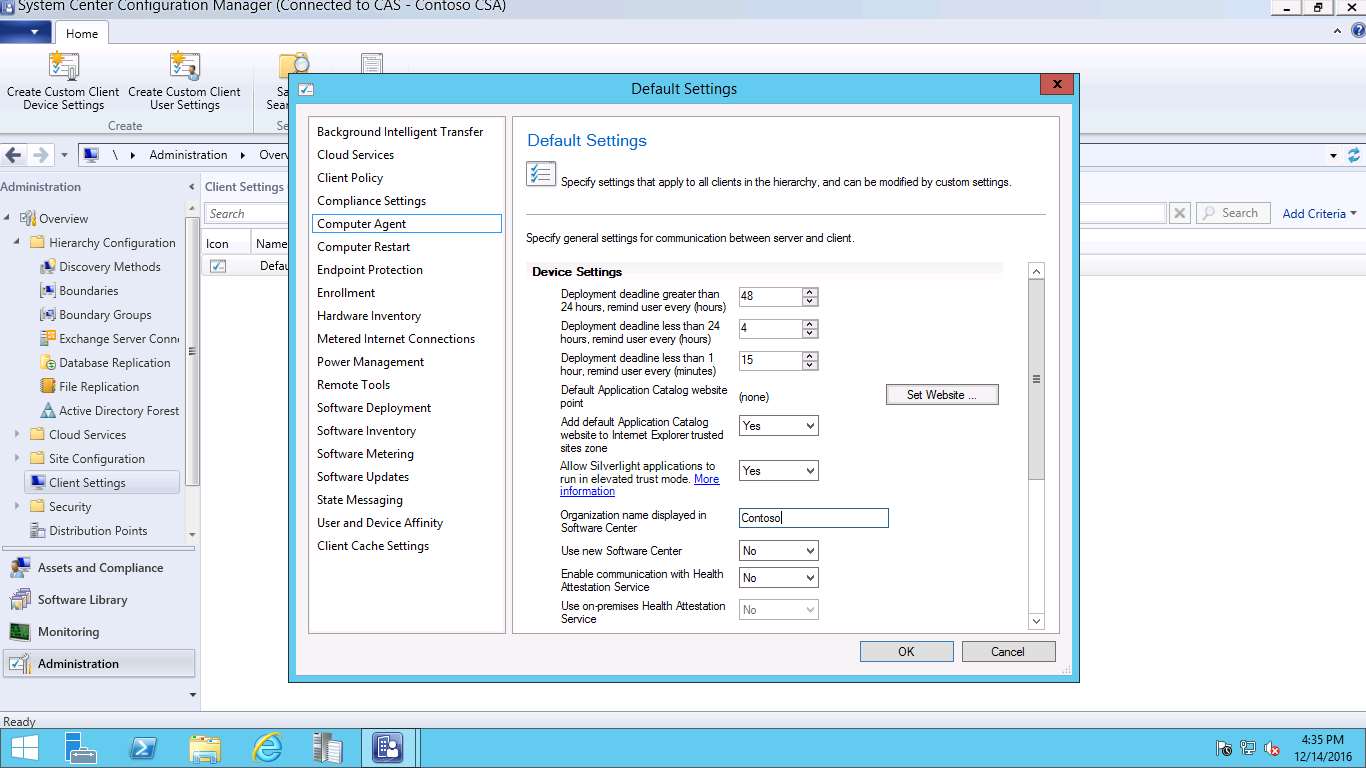 System Center Configuration Manager (Connected to CAS - Contoso CSA)
Home
Create Custom Client
Device Settings
Create Custom Client
User Settings
Create
\ Administration
Administration
Overview
Hierarchy Configuration
Discovery Methods
Boundaries
Boundary Groups
Exchange Server Conn
Database Replication
File Replication
Active Directory Forest
Cloud Services
Site Configuration
Client Settings
Security
Distribution Points
Assets and Compliance
Software Library
Monitoring
Administration
Client Settings
Search
Icon Name
Search
Add Criteria
Default Settings
x
Background Intelligent Transfer
Cloud Services
Client Policy
Compliance Settings
Computer Agent
Computer Restart
Endpoint Protection
Enrollment
Hardware Inventory
Metered Internet Connections
Power Management
Remote Tools
Software Deployment
Software Inventory
Software Metering
Software Updates
State Messaging
User and Device Affinity
Client Cache Settings
Default Settings
Specify settings that apply to all clients in the hierarchy, and can be modified by custom settings.
Specify general settings for communication between server and client.
Device Settings
Deployment deadline greater than
24 hours, remind user every (hours)
48
Deployment deadline less than 24
hours, remind user every (hours)
4
Deployment deadline less than 1
hour, remind user every (minutes)
15
Default Application Catalog website
point
(none)
Set Website ...
Add default Application Catalog
website to Internet Explorer trusted
sites zone
Yes
Allow Silverlight applications to
run in elevated trust mode. More
information
Yes
Organization name displayed in
Software Center
Contoso
Use new Software Center
No
Enable communication with Health
Attestation Service
No
Use on-premises Health Attestation
Service
No
OK
Cancel
Ready
4:35 PM
12/14/2016